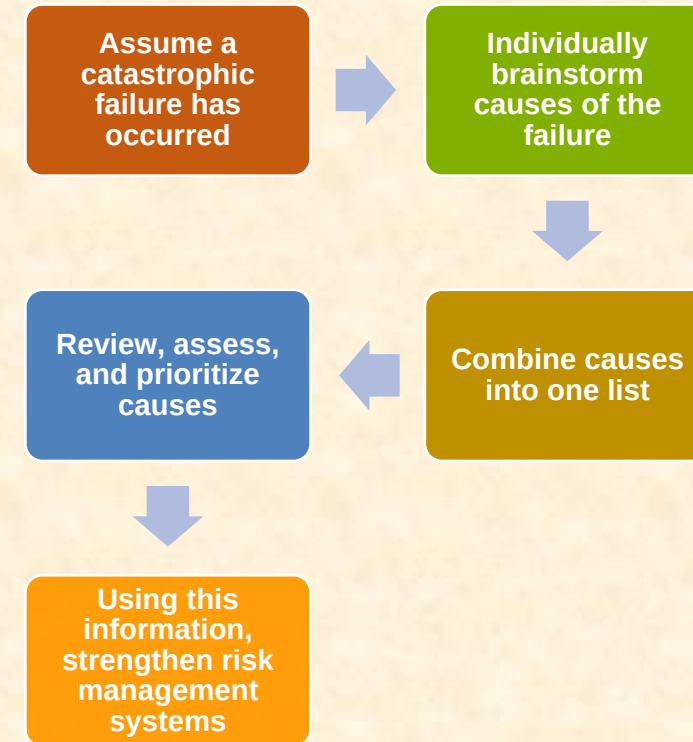 Assume a
catastrophic
failure has
occurred
Individually
brainstorm
causes of the
failure
Combine causes
into one list
Review, assess,
and prioritize
causes
Using this
information,
strengthen risk
management
systems